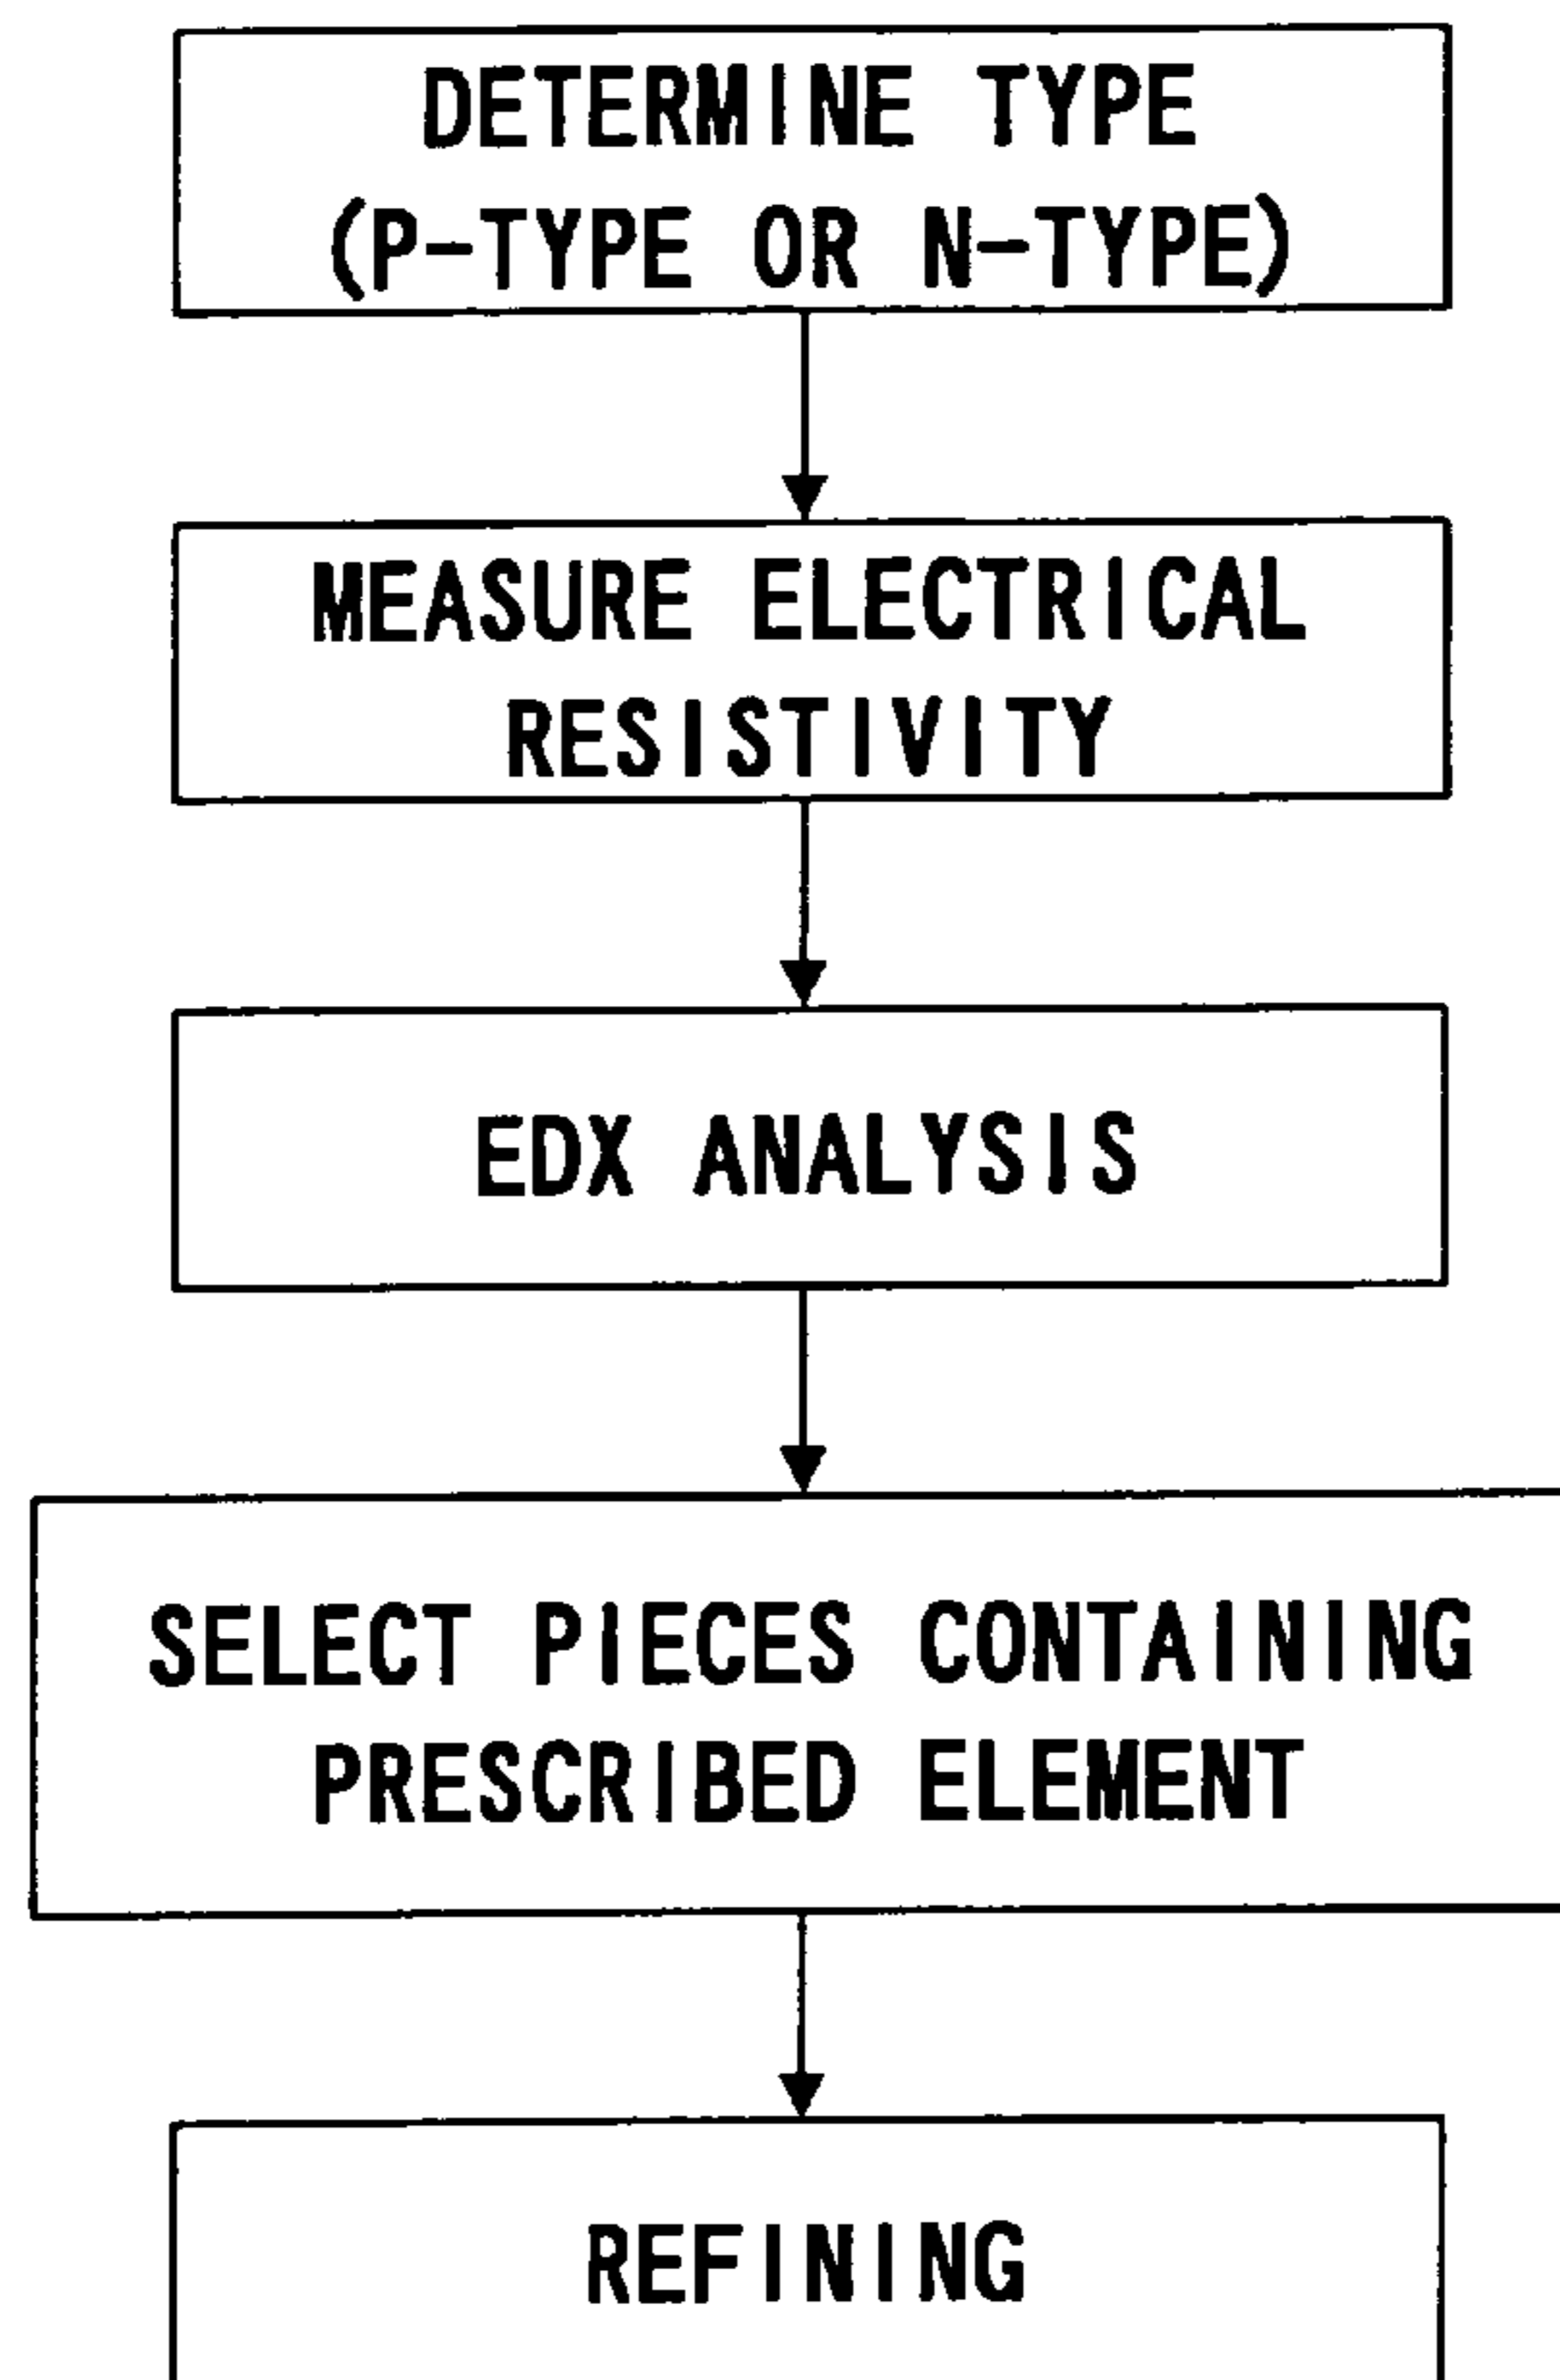 DETERMINE TYPE
(P-TYPE OR N-TYPE)
MEASURE ELECTRICAL
RESISTIVITY
EDX ANALYSIS
SELECT PIECES CONTAINING
PRESCRIBED ELEMENT
REFINING